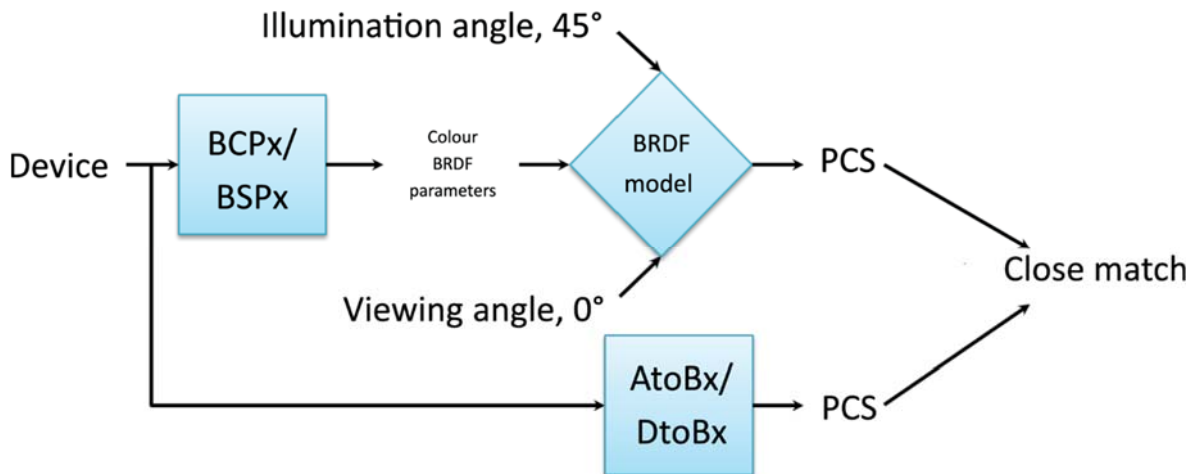 Illumination angle, 45°
Device
BCPx/
BSPx
Colour
BRDF
parameters
BRDF
model
PCS
Close match
Viewing angle, 0°
AtoBx/
DtoBx
PCS